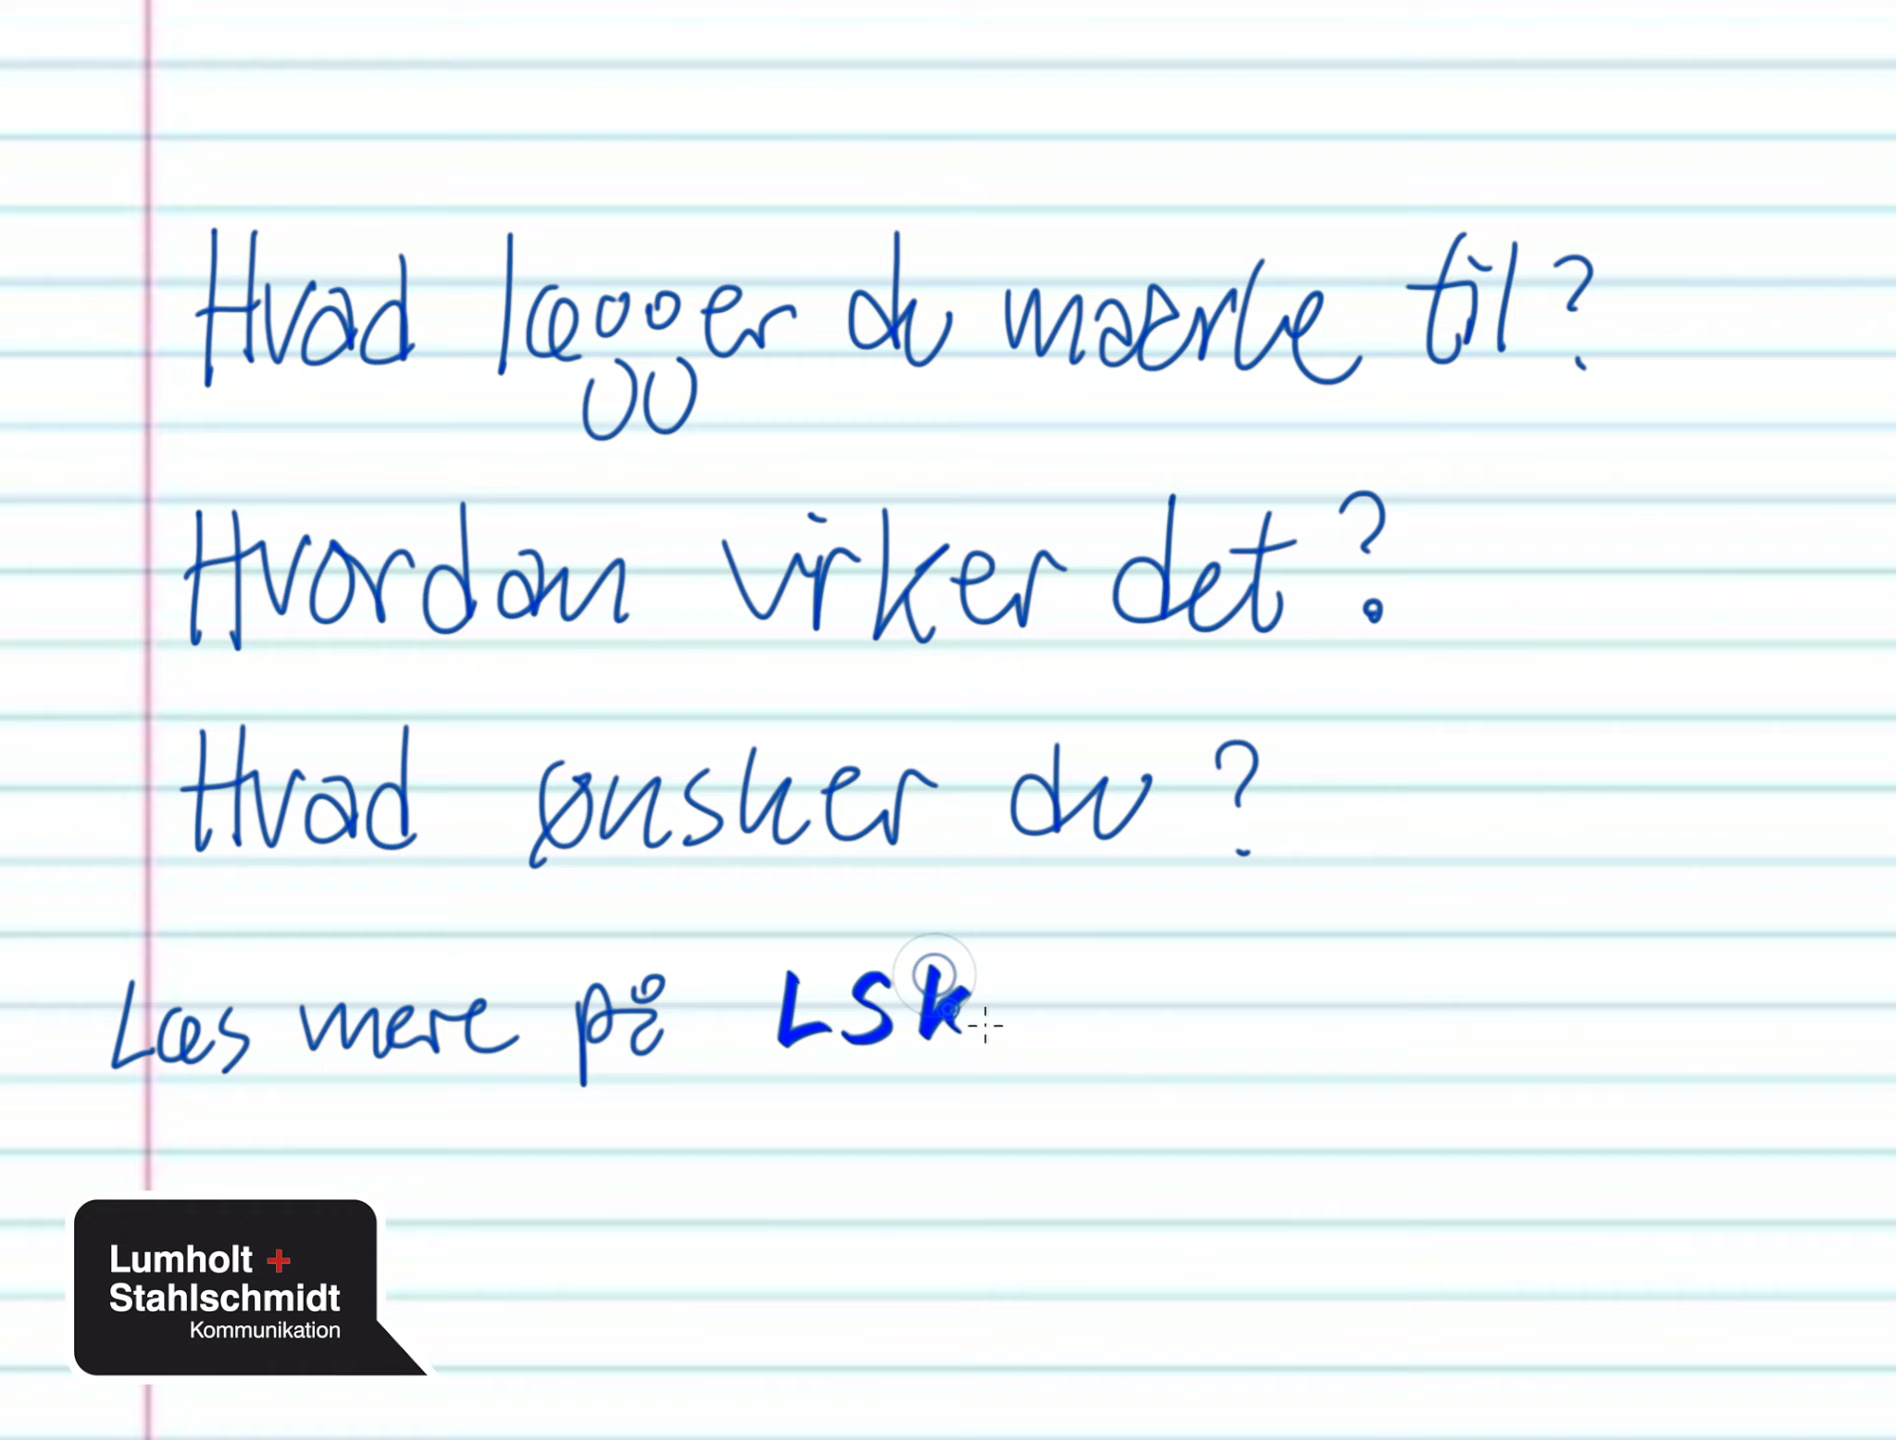 Hvad lægger du mærke til?
Hvordan virker det?
Hvad ønsker du?
Læs mere på LSk
Lumholt +
Stahlschmidt
Kommunikation